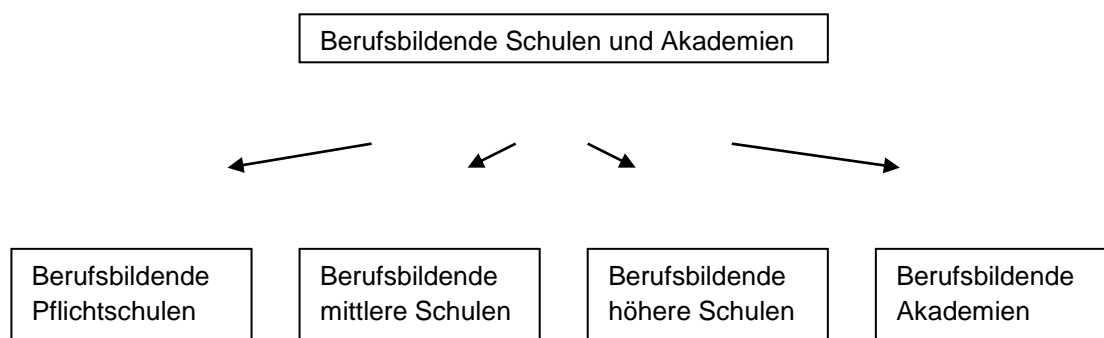 Berufsbildende Schulen und Akademien
Berufsbildende
Pflichtschulen
Berufsbildende
mittlere Schulen
Berufsbildende
höhere Schulen
Berufsbildende
Akademien